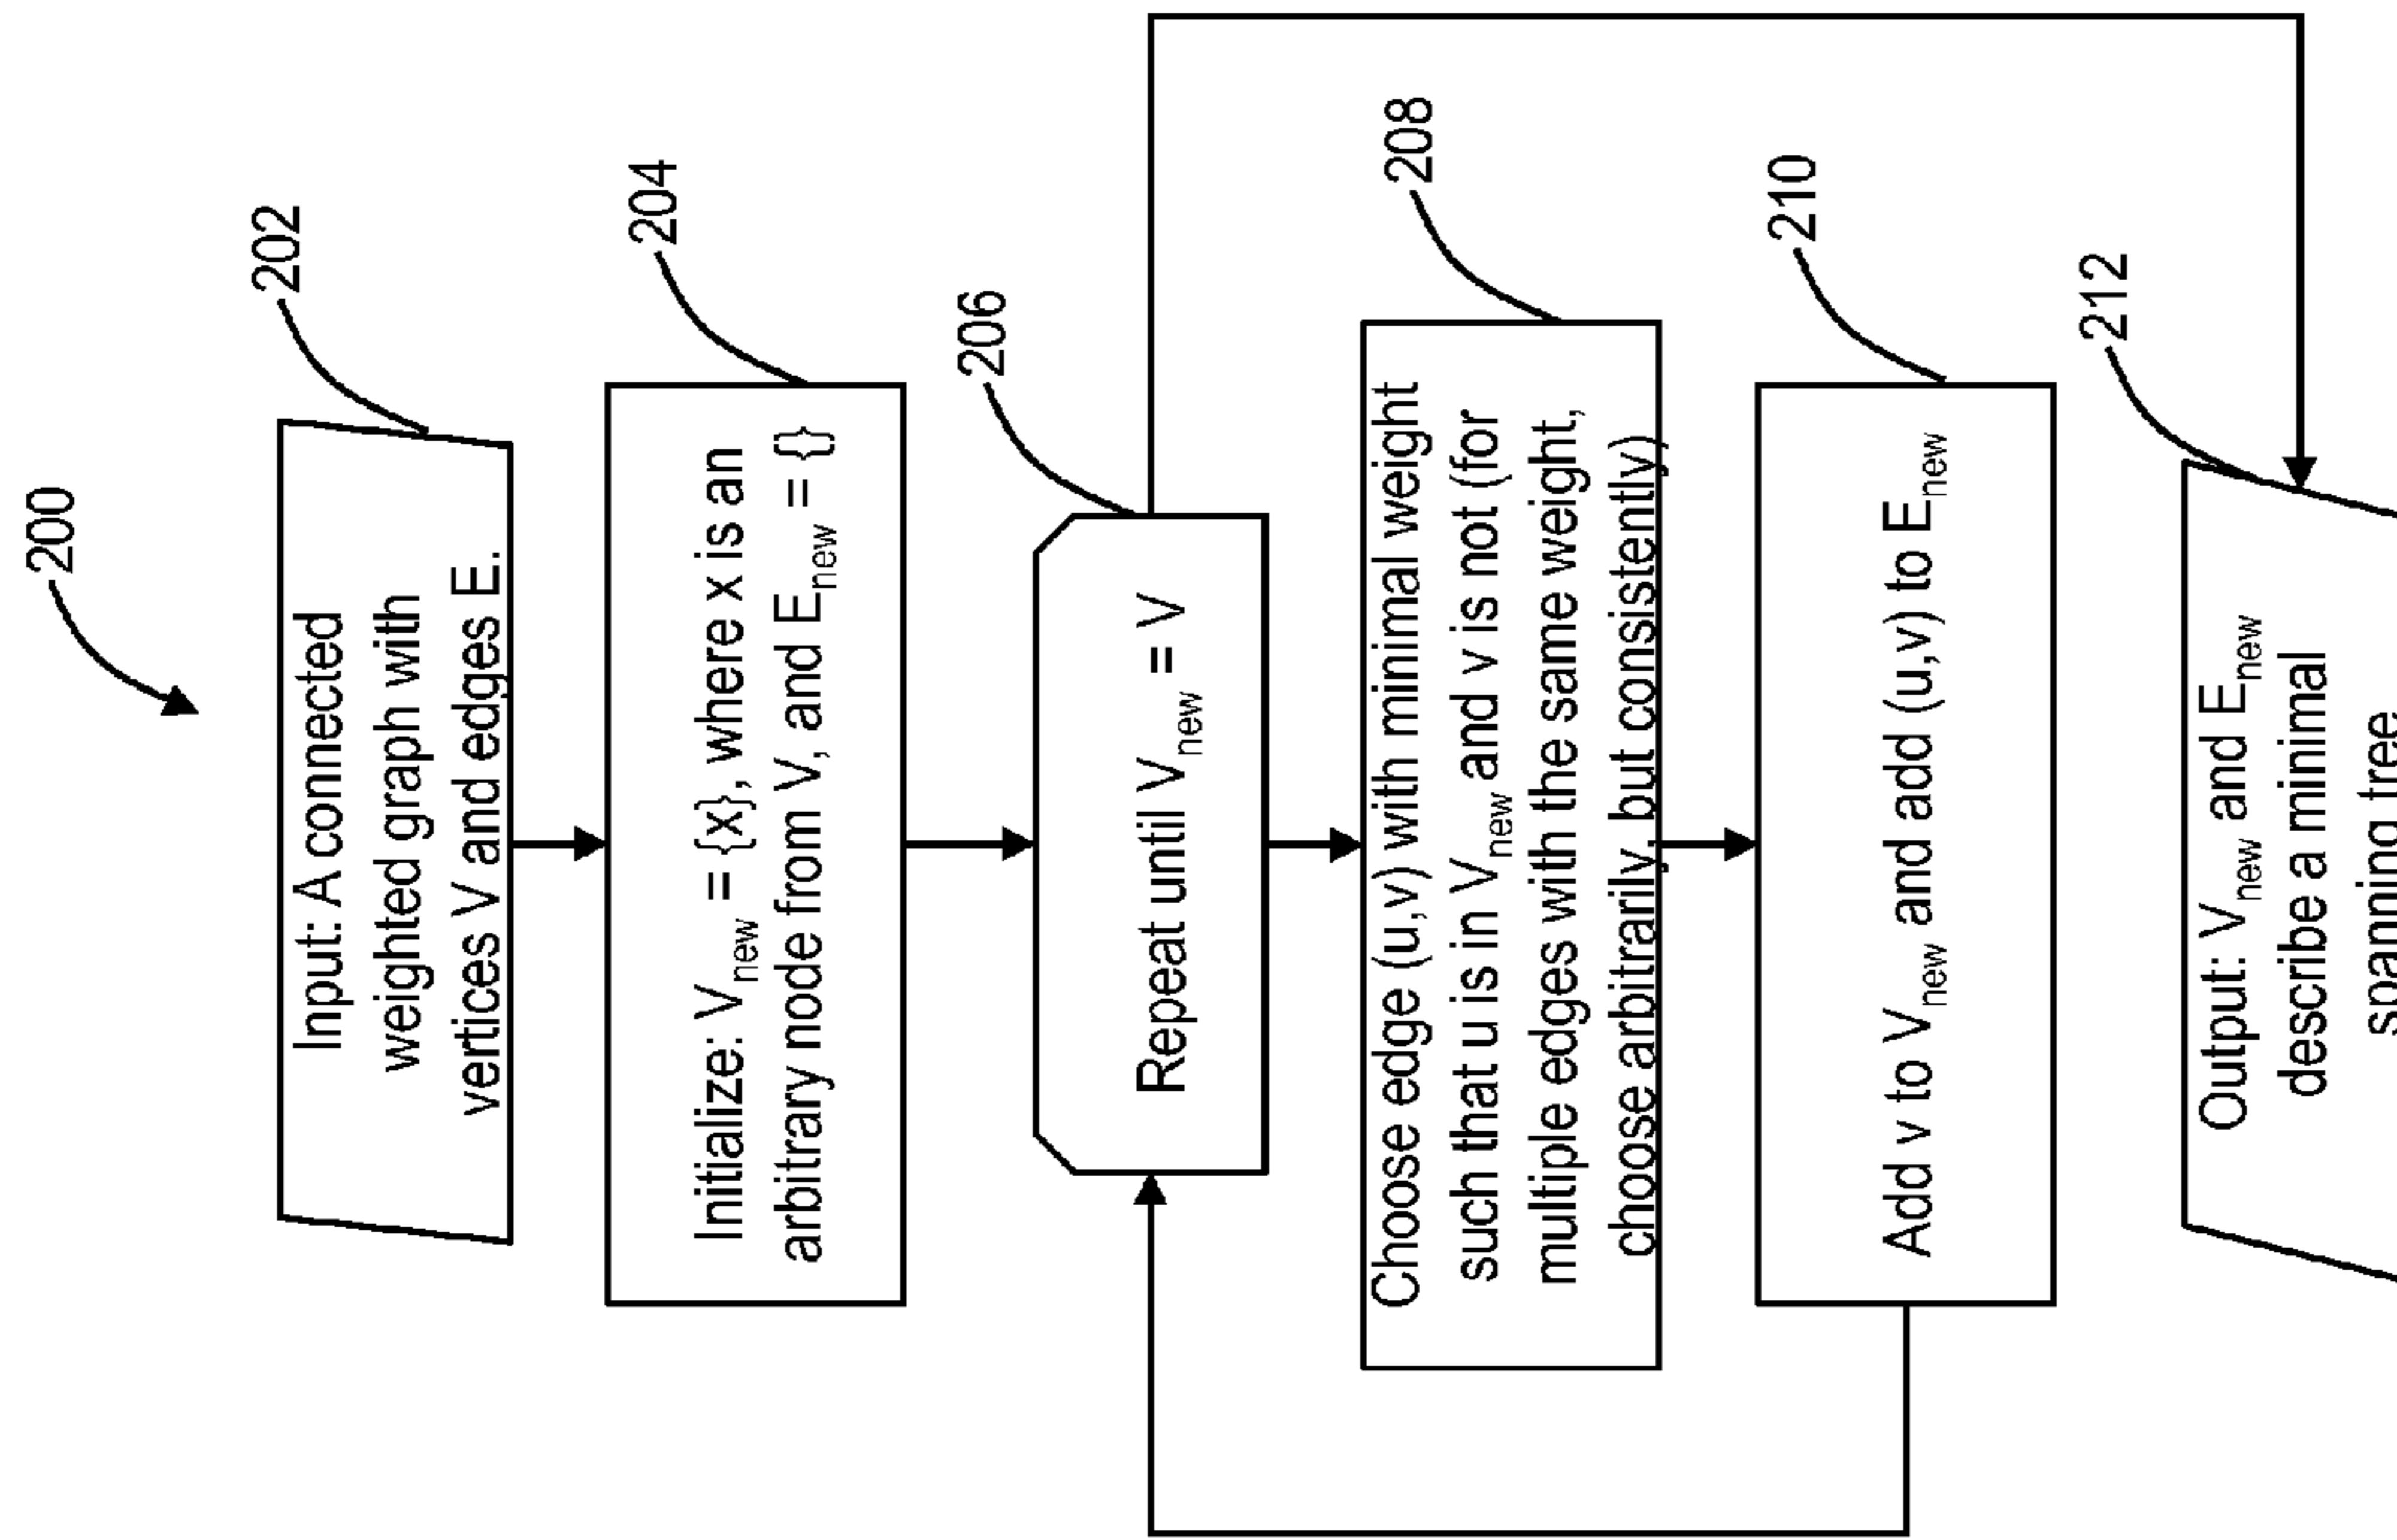 200
202
Input: A connected
weighted graph with
vertices V and edges E.
204
Initialize: Vnew = {x}, where x is an
arbitrary node from V, and Enew = {}
206
Repeat until Vnew = V
208
Choose edge (u,v) with minimal weight
such that u is in Vnew and v is not (for
multiple edges with the same weight,
choose arbitrarily, but consistently)
210
Add v to Vnew and add (u,v) to Enew
212
Output: Vnew and Enew
describe a minimal
spanning tree